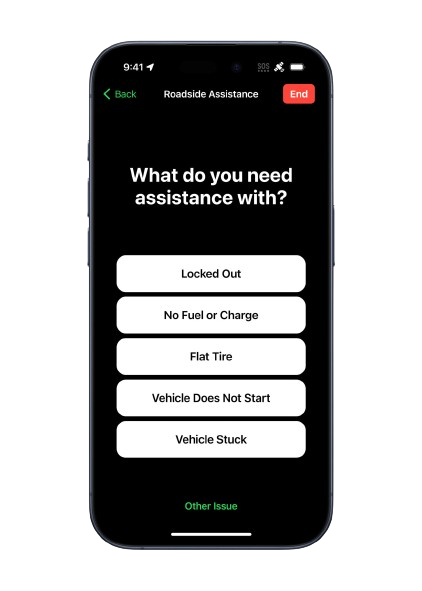 9:41
SOS
Back
Roadside Assistance
End
What do you need
assistance with?
Locked Out
No Fuel or Charge
Flat Tire
Vehicle Does Not Start
Vehicle Stuck
Other Issue